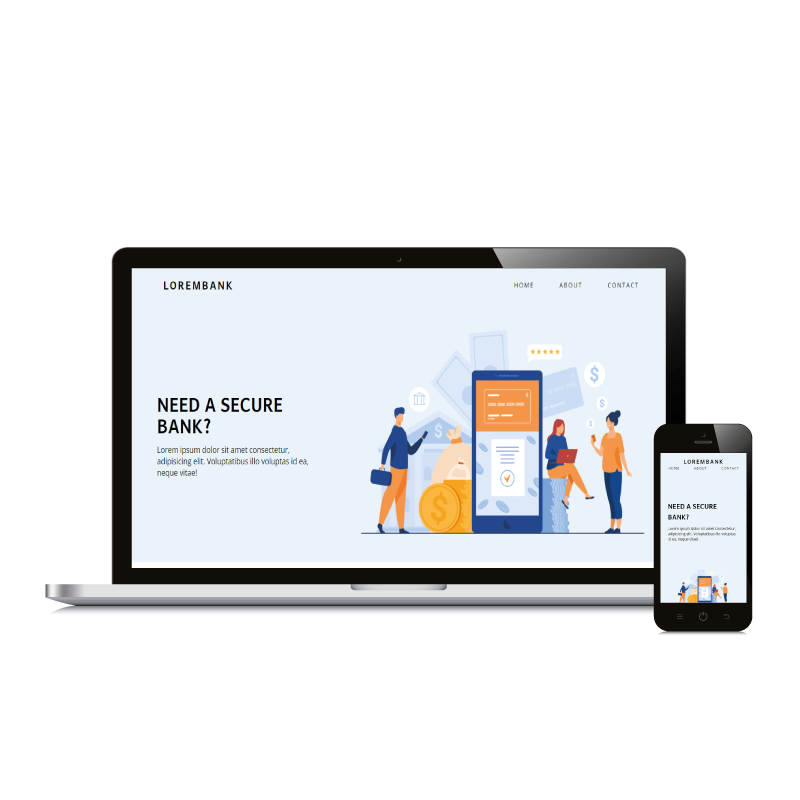 LOREMBANK
HOME ABOUT CONTACT
NEED A SECURE
BANK?
Lorem ipsum dolor sit amet consectetur,
adipisicing elit. Voluptatibus illo voluptas id ea,
neque vitae!
LOREMBANK
HOME ABOUT CONTACT
NEED A SECURE
BANK?
Lorem ipsum dolor sit amet consectetur,
adipisicing elit. Voluptatibus illo voluptas
id ea, neque vitae!